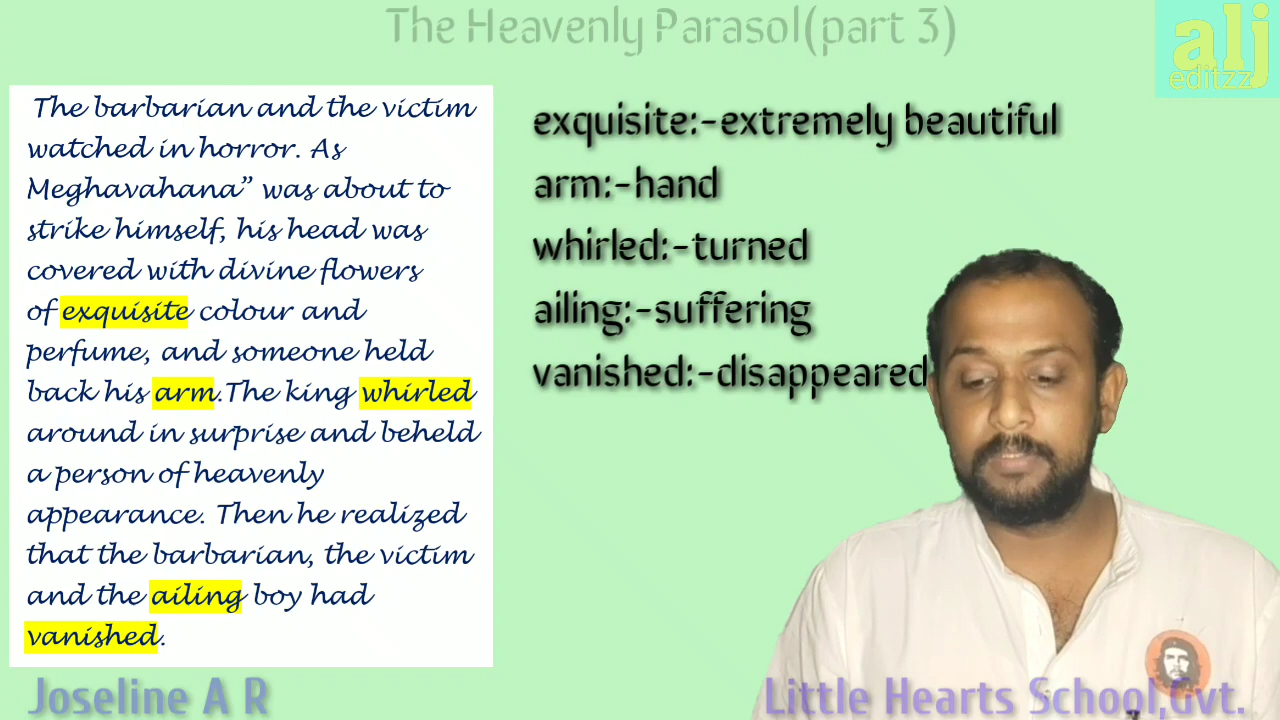 The Heavenly Parasol(part 3)
alj
editzz
The barbarian and the victim
watched in horror. As
Meghavahana” was about to
strike himself, his head was
covered with divine flowers
of exquisite colour and
perfume, and someone held
back his arm.The king whirled
around in surprise and beheld
a person of heavenly
appearance. Then he realized
that the barbarian, the victim
and the ailing boy had
vanished.
exquisite:-extremely beautiful
arm:-hand
whirled:-turned
ailing:-suffering
vanished:-disappeared
Joseline A R
Little Hearts School,Gvt.